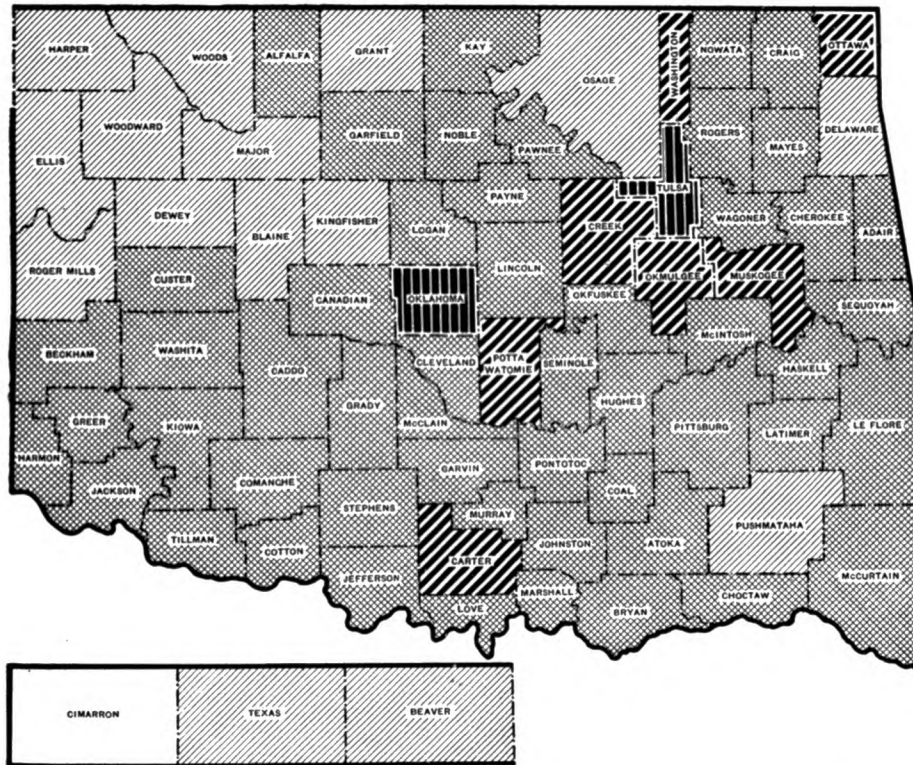 HARPER
WOODS
ALFALFA
GRANT
KAY
OSAGE
WASHINGTON
NOWATA
CRAIG
OTTAWA
ELLIS
WOODWARD
MAJOR
GARFIELD
NOBLE
PAWNEE
ROGERS
MAYES
DELAWARE
DEWEY
BLAINE
KINGFISHER
LOGAN
PAYNE
CREEK
TULSA
WAGONER
CHEROKEE
ADAIR
ROGER MILLS
CUSTER
CANADIAN
OKLAHOMA
LINCOLN
OKFUSKEE
OKMULGEE
MUSKOGEE
SEQUOYAH
BECKHAM
WASHITA
CADDO
GRADY
CLEVELAND
POTTA
WATOMIE
SEMINOLE
HUGHES
McINTOSH
HASKELL
GREER
KIOWA
McCLAIN
PITTSBURG
LATIMER
LE FLORE
HARMON
JACKSON
COMANCHE
GARVIN
PONTOTOC
COAL
TILLMAN
COTTON
STEPHENS
MURRAY
JOHNSTON
ATOKA
PUSHMATAHA
JEFFERSON
CARTER
LOVE
MARSHALL
BRYAN
CHOCTAW
McCURTAIN
CIMARRON
TEXAS
BEAVER